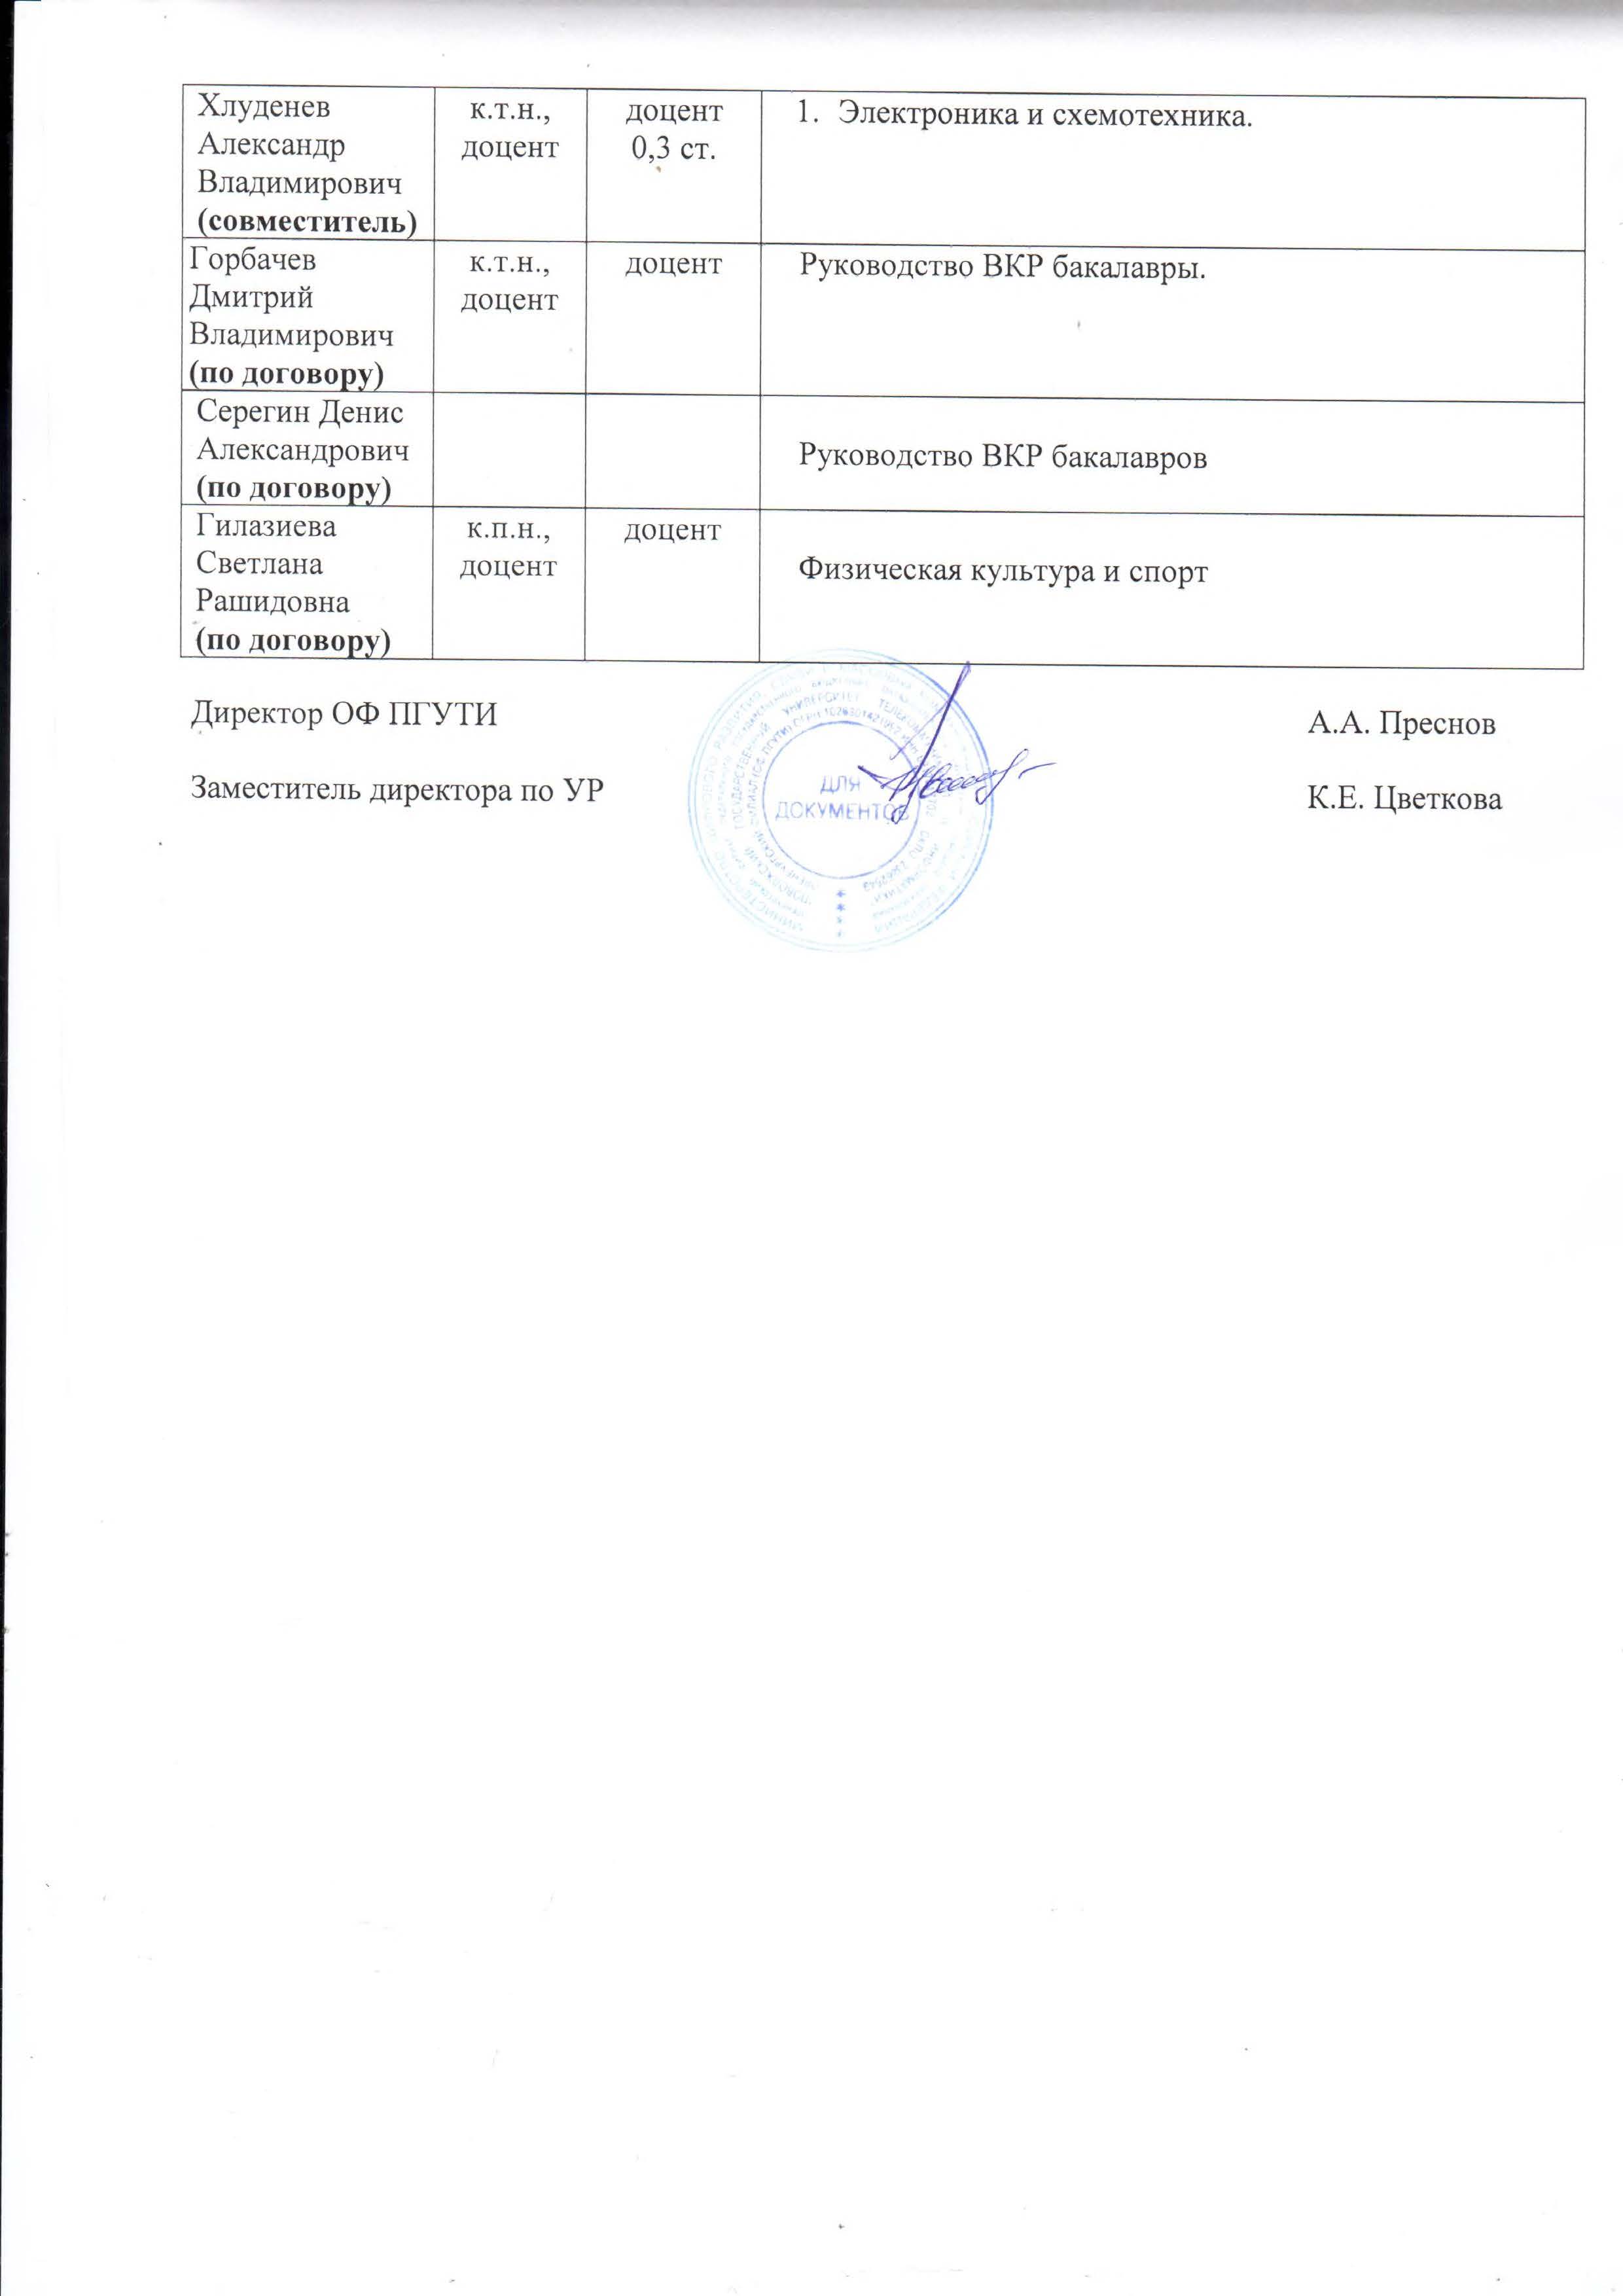 Хлуденев
Александр
Владимирович
(совместитель)
к.т.н.,
доцент
доцент
0,3 ст.
1. Электроника и схемотехника.
Горбачев
Дмитрий
Владимирович
(по договору)
к.т.н.,
доцент
доцент
Руководство ВКР бакалавры.
Серегин Денис
Александрович
(по договору)
Руководство ВКР бакалавров
Гилазиева
Светлана
Рашидовна
(по договору)
к.п.н.,
доцент
доцент
Физическая культура и спорт
Директор ОФ ПГУТИ
А.А. Преснов
Заместитель директора по УР
К.Е. Цветкова
ДЛЯ
ДОКУМЕНТОВ